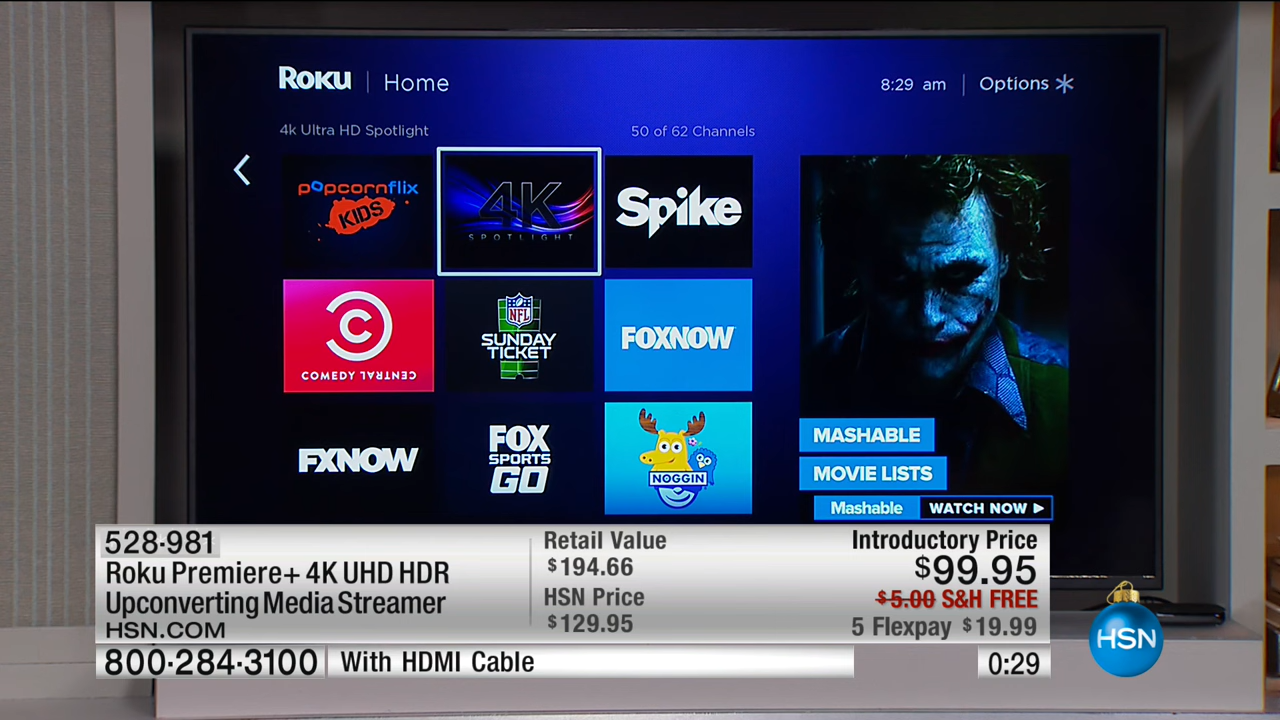 Roku | Home
8:29 am | Options
4k Ultra HD Spotlight
50 of 62 Channels
popcornflix
KIDS
4K
SPOTLIGHT
Spike
C
COMEDY CENTRAL
NFL
SUNDAY
TICKET
FOXNOW
FXNOW
FOX
SPORTS
GO
NOGGIN
MASHABLE
MOVIE LISTS
Mashable
WATCH NOW
528-981
Roku Premiere+ 4K UHD HDR
Upconverting Media Streamer
HSN.COM
Retail Value
$194.66
HSN Price
$129.95
Introductory Price
$99.95
$5.00 S&H FREE
5 Flexpay $19.99
HSN
800·284·3100
With HDMI Cable
0:29